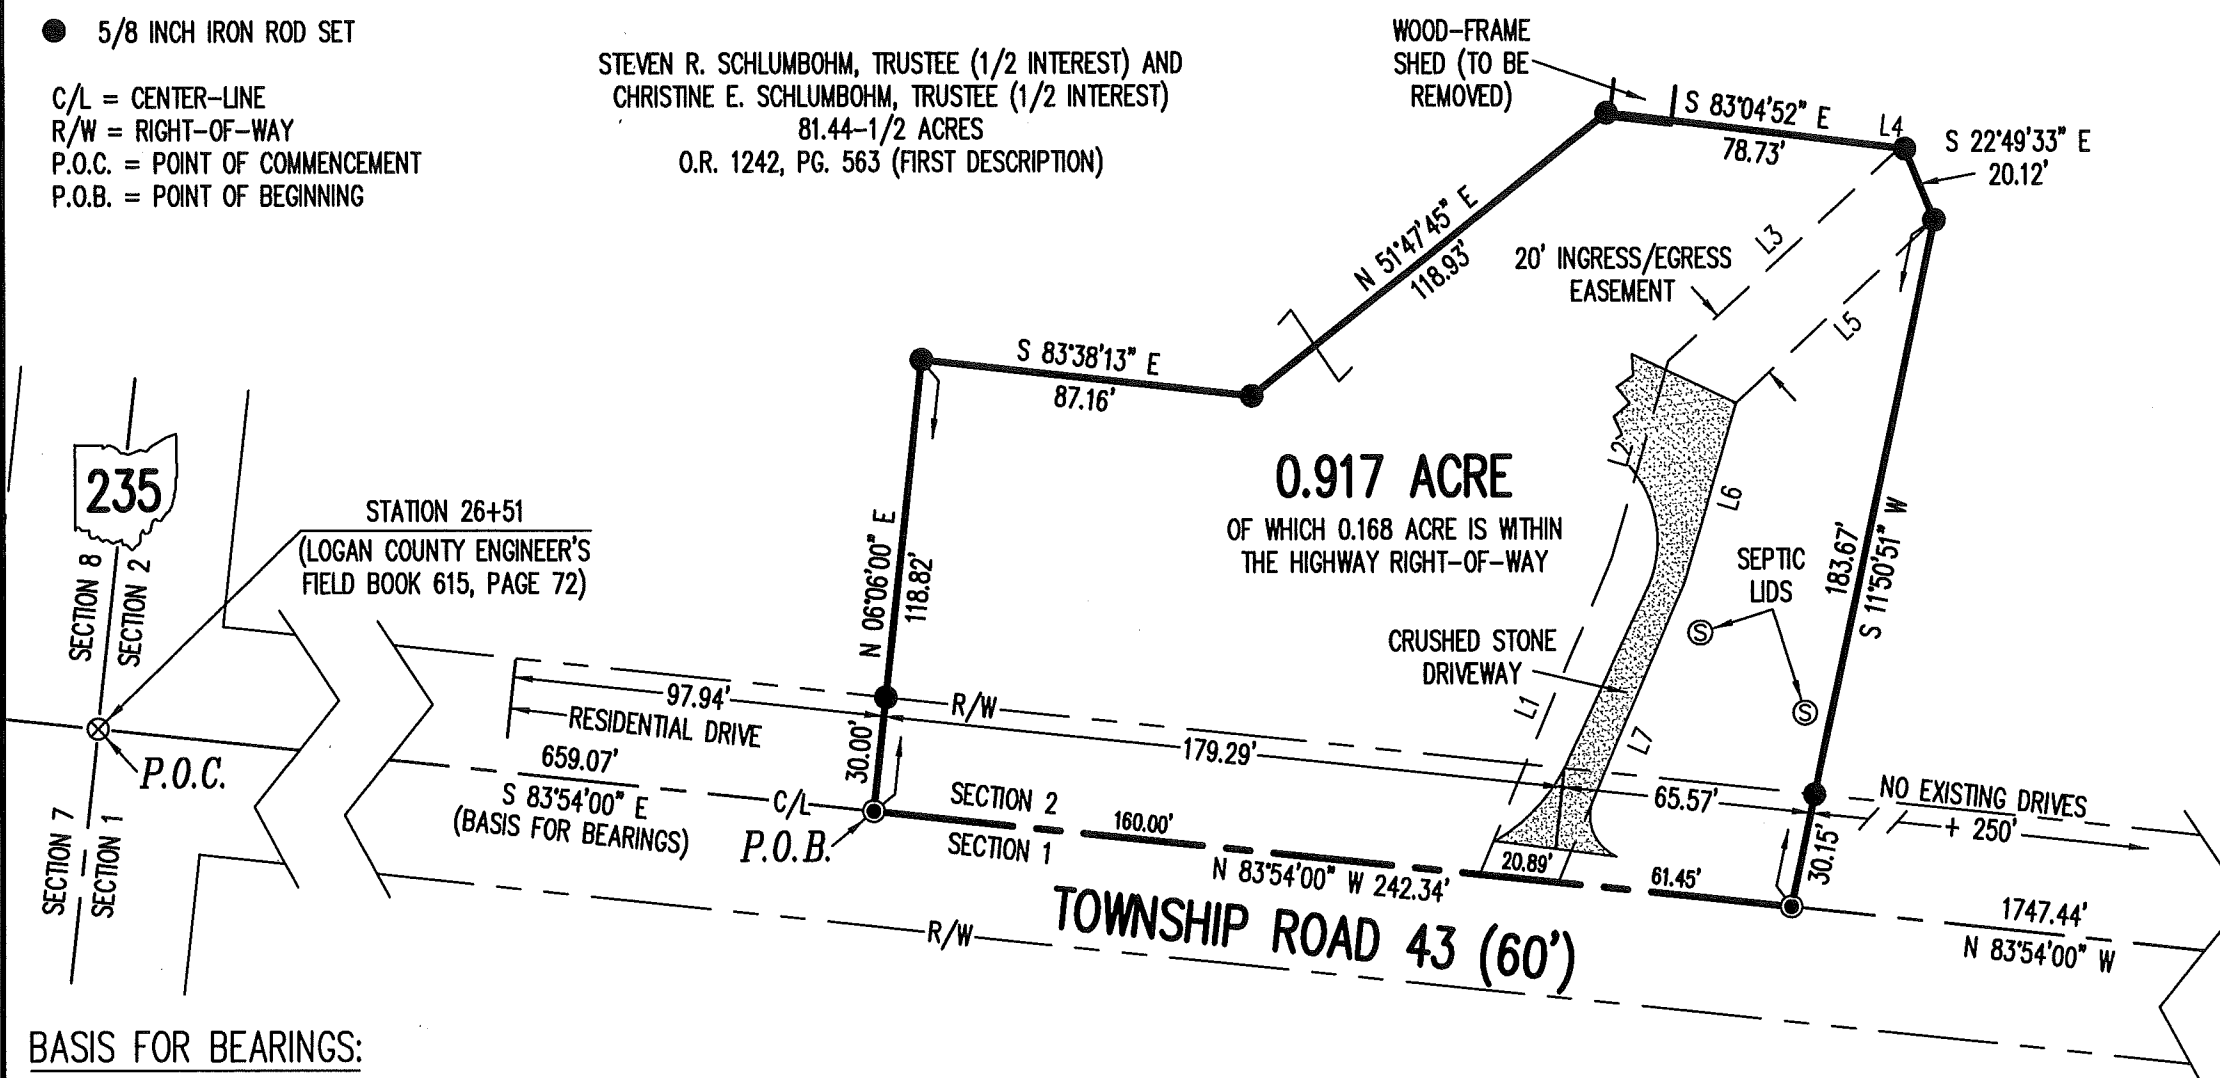 5/8 INCH IRON ROD SET
C/L = CENTER-LINE
R/W = RIGHT-OF-WAY
P.O.C. = POINT OF COMMENCEMENT
P.O.B. = POINT OF BEGINNING
STEVEN R. SCHLUMBOHM, TRUSTEE (1/2 INTEREST) AND
CHRISTINE E. SCHLUMBOHM, TRUSTEE (1/2 INTEREST)
81.44-1/2 ACRES
O.R. 1242, PG. 563 (FIRST DESCRIPTION)
WOOD-FRAME
SHED (TO BE
REMOVED)
S 83°04'52" E
78.73'
L4
S 22°49'33" E
20.12'
N 51°47'45" E
118.93'
L3
20' INGRESS/EGRESS
EASEMENT
L5
S 83°38'13" E
87.16'
235
STATION 26+51
(LOGAN COUNTY ENGINEER'S
FIELD BOOK 615, PAGE 72)
SECTION 8
SECTION 2
N 06°06'00" E
118.82'
0.917 ACRE
OF WHICH 0.168 ACRE IS WITHIN
THE HIGHWAY RIGHT-OF-WAY
L2
L6
SEPTIC
LIDS
S
S
183.67'
S 11°50'51" W
CRUSHED STONE
DRIVEWAY
L1
L7
97.94'
RESIDENTIAL DRIVE
R/W
30.00'
179.29'
65.57'
NO EXISTING DRIVES
+ 250'
P.O.C.
659.07'
S 83°54'00" E
(BASIS FOR BEARINGS)
C/L
P.O.B.
SECTION 2
SECTION 1
160.00'
N 83°54'00" W 242.34'
20.89'
61.45'
30.15'
SECTION 7
SECTION 1
R/W
TOWNSHIP ROAD 43 (60')
1747.44'
N 83°54'00" W
BASIS FOR BEARINGS: